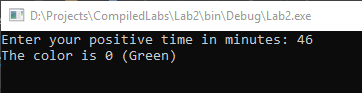 D:\Projects\CompiledLabs\Lab2\bin\Debug\Lab2.exe
Enter your positive time in minutes: 46
The color is 0 (Green)